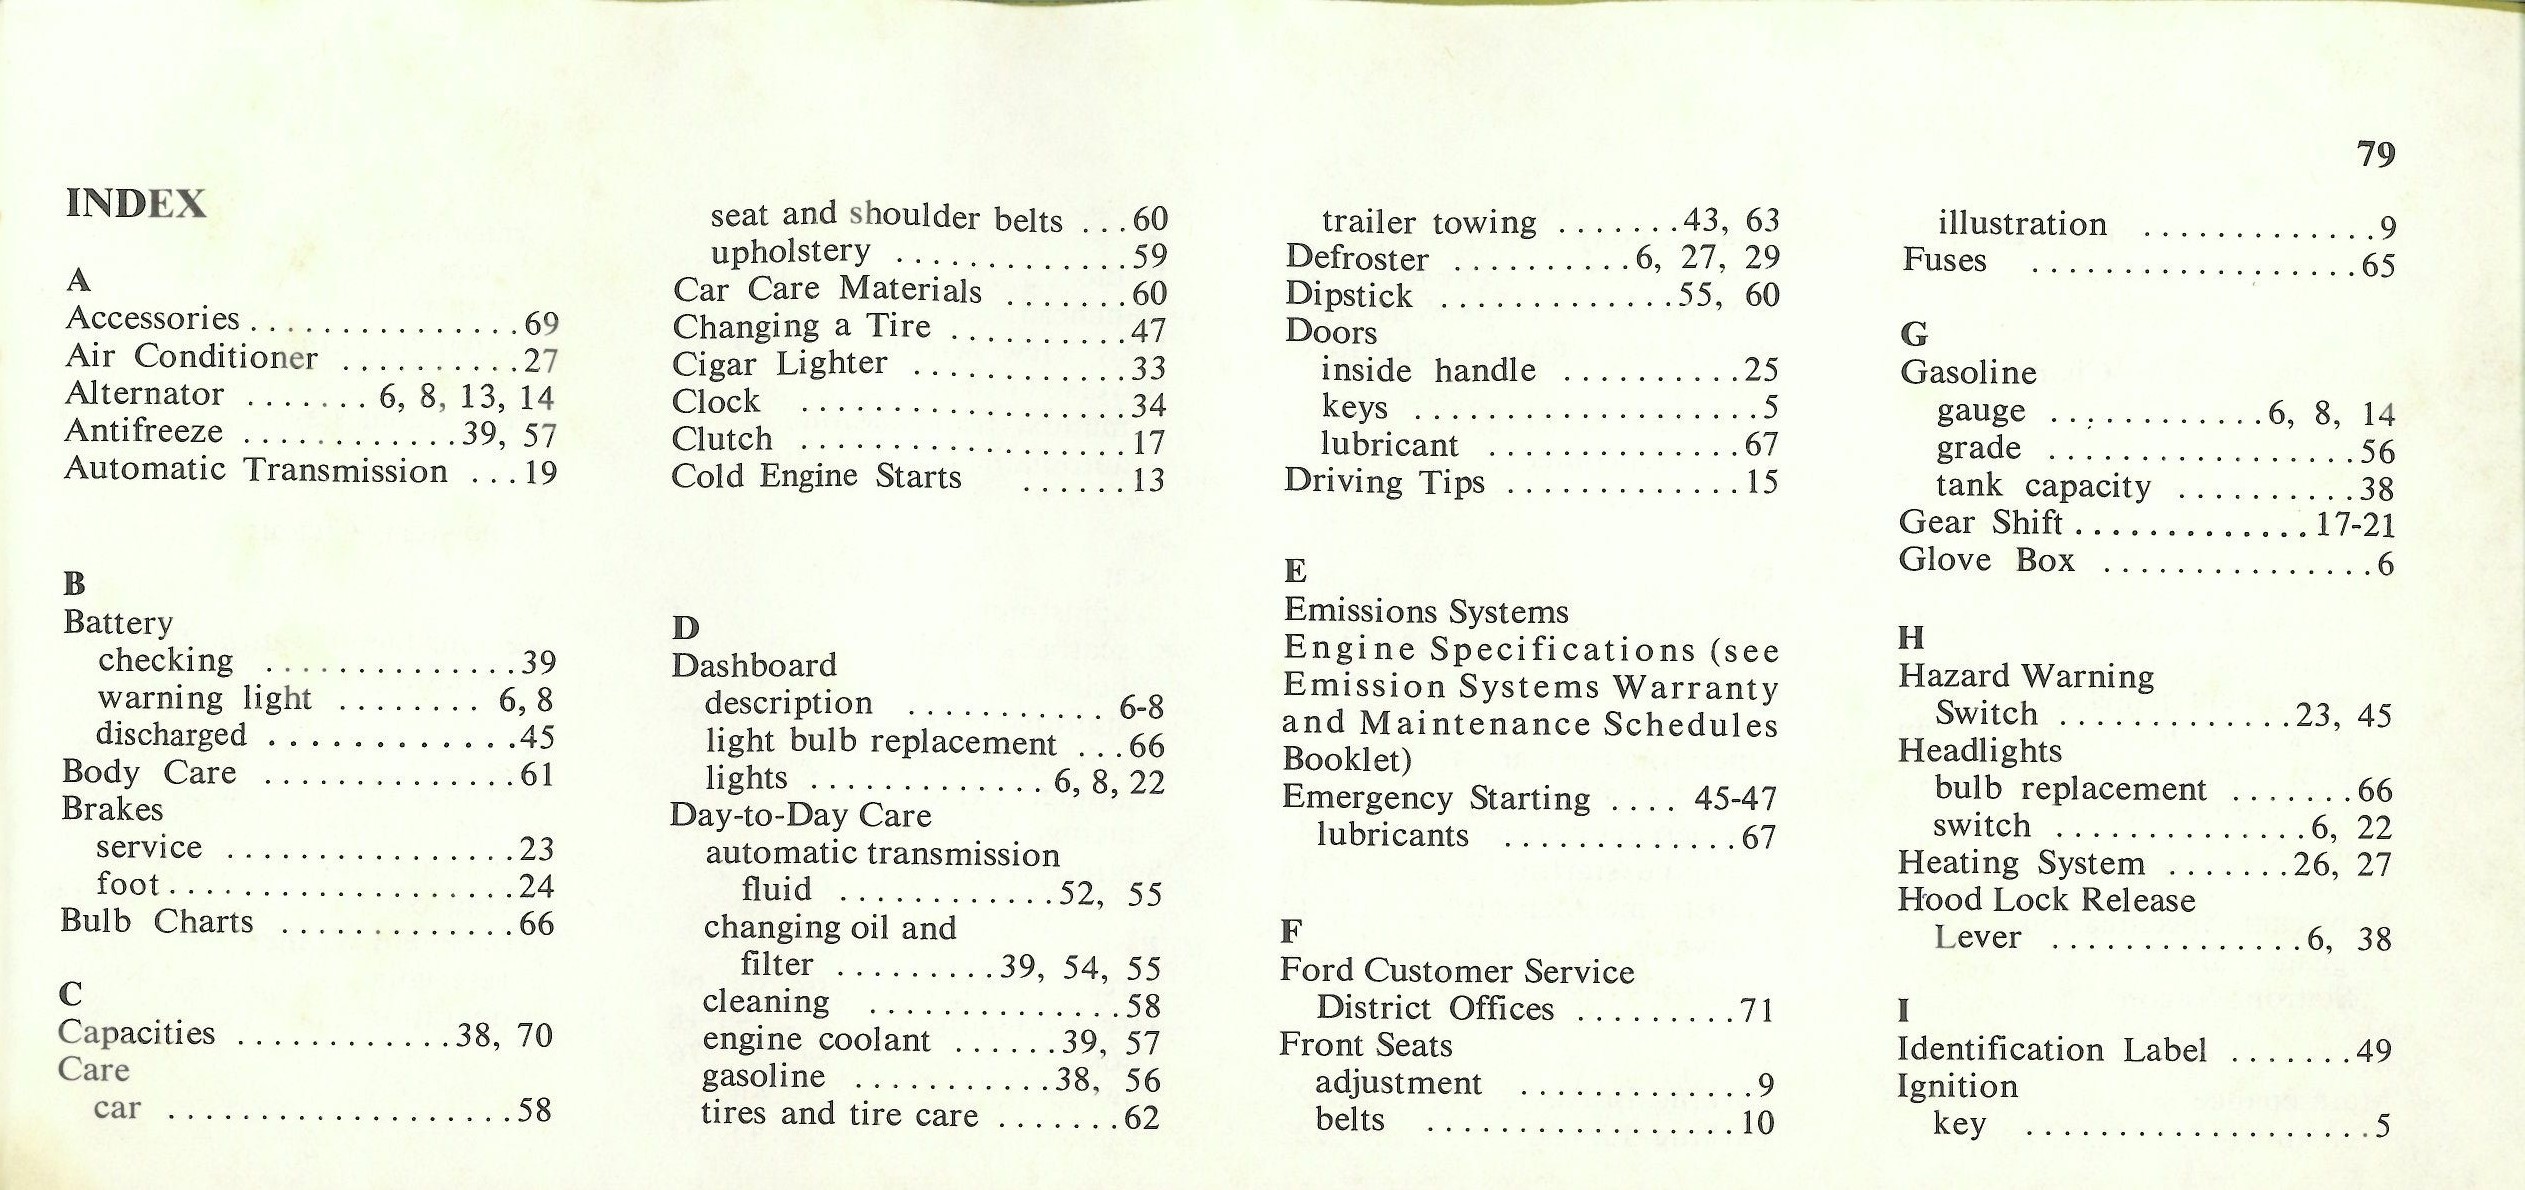 79
INDEX
A
Accessories . . . . . . . . . . . . . . . 69
Air Conditioner . . . . . . . . . . 27
Alternator . . . . . . . 6, 8, 13, 14
Antifreeze . . . . . . . . . . . . 39, 57
Automatic Transmission . . . 19
B
Battery
checking . . . . . . . . . . . . . . 39
warning light . . . . . . . . 6, 8
discharged . . . . . . . . . . . . . 45
Body Care . . . . . . . . . . . . . . 61
Brakes
service . . . . . . . . . . . . . . . . 23
foot . . . . . . . . . . . . . . . . . . . 24
Bulb Charts . . . . . . . . . . . . . 66
C
Capacities . . . . . . . . . . . . 38, 70
Care
car . . . . . . . . . . . . . . . . . . . 58
seat and shoulder belts . . . 60
upholstery . . . . . . . . . . . . . 59
Car Care Materials . . . . . . . 60
Changing a Tire . . . . . . . . . . 47
Cigar Lighter . . . . . . . . . . . . 33
Clock . . . . . . . . . . . . . . . . . . 34
Clutch . . . . . . . . . . . . . . . . . . 17
Cold Engine Starts . . . . . . 13
D
Dashboard
description . . . . . . . . . . . 6-8
light bulb replacement . . . 66
lights . . . . . . . . . . . . . 6, 8, 22
Day-to-Day Care
automatic transmission
fluid . . . . . . . . . . . . 52, 55
changing oil and
filter . . . . . . . . . 39, 54, 55
cleaning . . . . . . . . . . . . . . 58
engine coolant . . . . . . 39, 57
gasoline . . . . . . . . . . . 38, 56
tires and tire care . . . . . . . 62
trailer towing . . . . . . . 43, 63
Defroster . . . . . . . . . . 6, 27, 29
Dipstick . . . . . . . . . . . . . 55, 60
Doors
inside handle . . . . . . . . . . 25
keys . . . . . . . . . . . . . . . . . . . 5
lubricant . . . . . . . . . . . . . . 67
Driving Tips . . . . . . . . . . . . . 15
E
Emissions Systems
Engine Specifications (see
Emission Systems Warranty
and Maintenance Schedules
Booklet)
Emergency Starting . . . . 45-47
lubricants . . . . . . . . . . . . . 67
F
Ford Customer Service
District Offices . . . . . . . . . 71
Front Seats
adjustment . . . . . . . . . . . . . 9
belts . . . . . . . . . . . . . . . . . 10
illustration . . . . . . . . . . . . . 9
Fuses . . . . . . . . . . . . . . . . . . 65
G
Gasoline
gauge . . . . . . . . . . . . 6, 8, 14
grade . . . . . . . . . . . . . . . . . 56
tank capacity . . . . . . . . . . 38
Gear Shift . . . . . . . . . . . . . 17-21
Glove Box . . . . . . . . . . . . . . . 6
H
Hazard Warning
Switch . . . . . . . . . . . . . 23, 45
Headlights
bulb replacement . . . . . . . 66
switch . . . . . . . . . . . . . . 6, 22
Heating System . . . . . . . 26, 27
Hood Lock Release
Lever . . . . . . . . . . . . . . 6, 38
I
Identification Label . . . . . . . 49
Ignition
key . . . . . . . . . . . . . . . . . . . 5